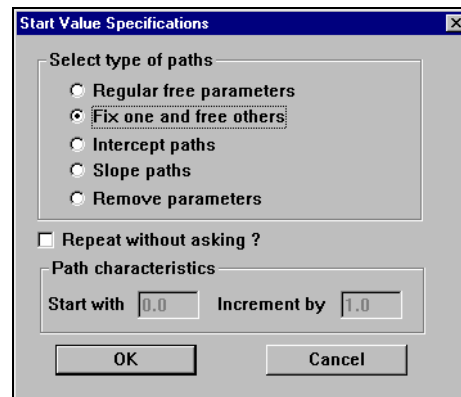 Start Value Specifications
Select type of paths
Regular free parameters
Fix one and free others
Intercept paths
Slope paths
Remove parameters
Repeat without asking ?
Path characteristics
Start with 0.0 Increment by 1.0
OK Cancel